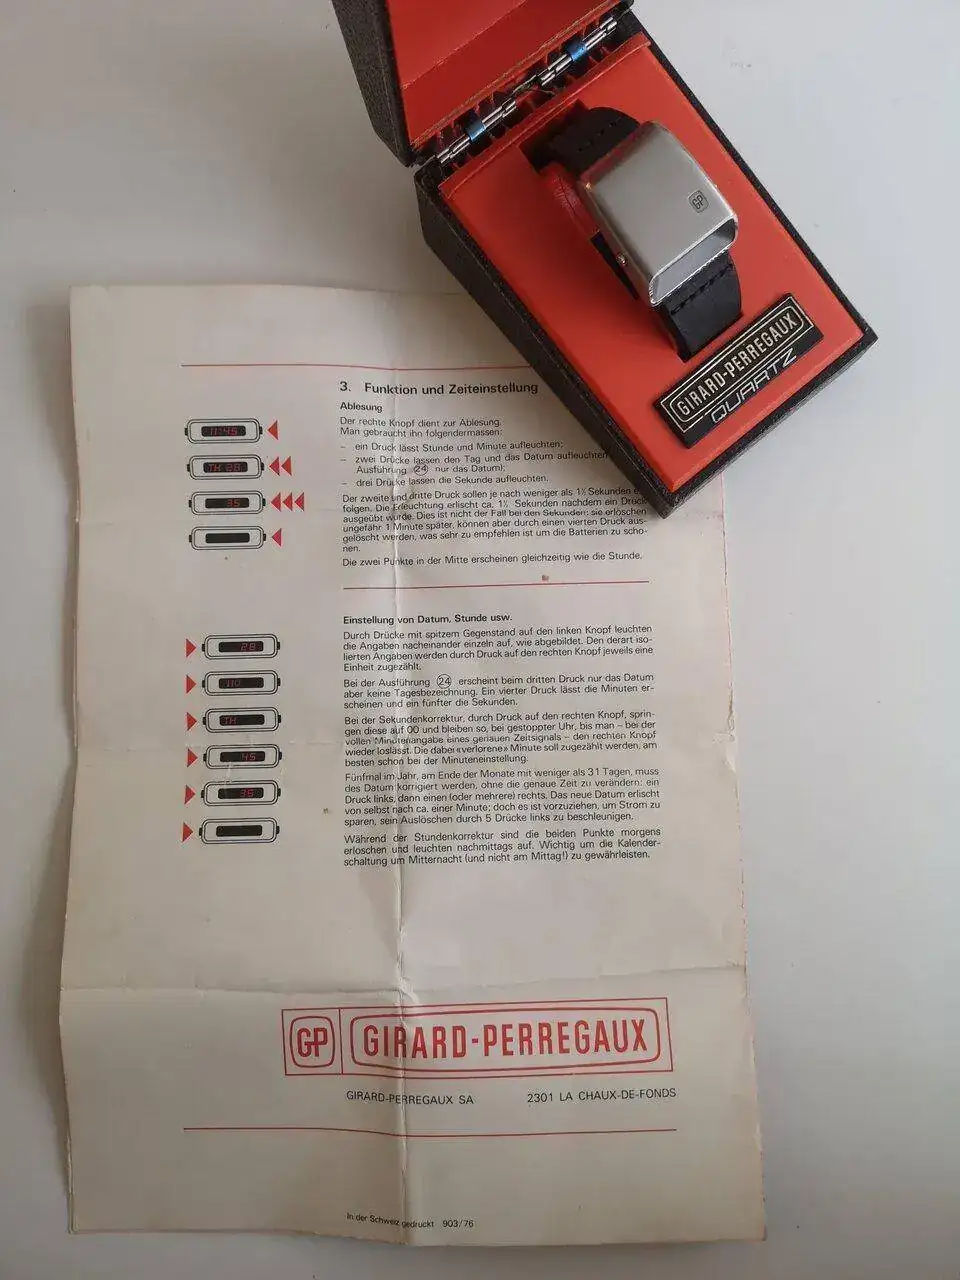 GP
GIRARD-PERREGAUX
QUARTZ
3. Funktion und Zeiteinstellung
Ablesung
Der rechte Knopf dient zur Ablesung.
Man gebraucht ihn folgendermassen:
– ein Druck lässt Stunde und Minute aufleuchten;
– zwei Drücke lassen den Tag und das Datum aufleuchten
Ausführung 24 nur das Datum);
– drei Drücke lassen die Sekunde aufleuchten.
Der zweite und dritte Druck sollen je nach weniger als 1½ Sekunden
folgen. Die Erleuchtung erlischt ca. 1½ Sekunden nachdem ein Druck
ausgeübt wurde. Dies ist nicht der Fall bei den Sekunden: sie erlöschen
ungefähr 1 Minute später, können aber durch einen vierten Druck aus-
gelöscht werden, was sehr zu empfehlen ist um die Batterien zu scho-
nen.
Die zwei Punkte in der Mitte erscheinen gleichzeitig wie die Stunde.
11:45
TH 28
35
Einstellung von Datum, Stunde usw.
Durch Drücke mit spitzem Gegenstand auf den linken Knopf leuchten
die Angaben nacheinander einzeln auf, wie abgebildet. Den derart iso-
lierten Angaben werden durch Druck auf den rechten Knopf jeweils eine
Einheit zugezählt.
Bei der Ausführung 24 erscheint beim dritten Druck nur das Datum
aber keine Tagesbezeichnung. Ein vierter Druck lässt die Minuten er-
scheinen und ein fünfter die Sekunden.
Bei der Sekundenkorrektur, durch Druck auf den rechten Knopf, sprin-
gen diese auf 00 und bleiben so, bei gestoppter Uhr, bis man – bei der
vollen Minutenangabe eines genauen Zeitsignals – den rechten Knopf
wieder loslässt. Die dabei «verlorene» Minute soll zugezählt werden, am
besten schon bei der Minuteneinstellung.
Fünfmal im Jahr, am Ende der Monate mit weniger als 31 Tagen, muss
des Datum korrigiert werden, ohne die genaue Zeit zu verändern: ein
Druck links, dann einen (oder mehrere) rechts. Das neue Datum erlischt
von selbst nach ca. einer Minute; doch es ist vorzuziehen, um Strom zu
sparen, sein Auslöschen durch 5 Drücke links zu beschleunigen.
Während der Stundenkorrektur sind die beiden Punkte morgens
erloschen und leuchten nachmittags auf. Wichtig um die Kalender-
schaltung um Mitternacht (und nicht am Mittag!) zu gewährleisten.
28
TH
45
35
GP GIRARD-PERREGAUX
GIRARD-PERREGAUX SA 2301 LA CHAUX-DE-FONDS
In der Schweiz gedruckt 903/76